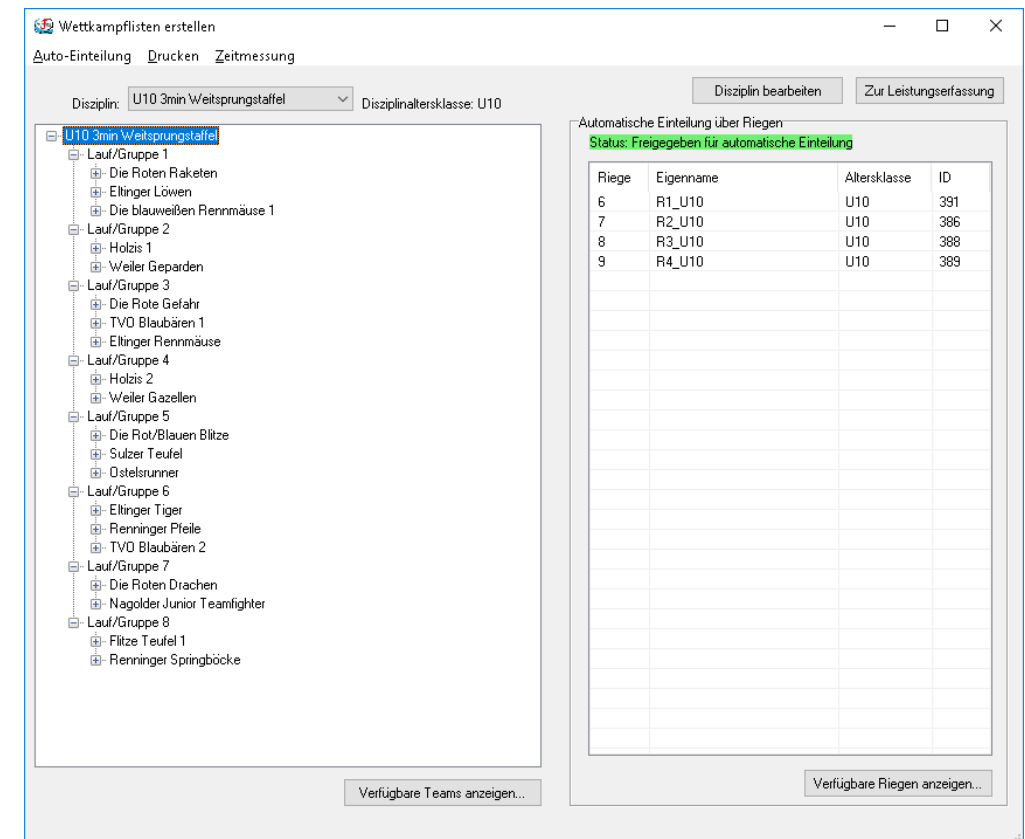 Wettkampflisten erstellen
Auto-Einteilung Drucken Zeitmessung
Disziplin: U10 3min Weitsprungstaffel Disziplinaltersklasse: U10
Disziplin bearbeiten Zur Leistungserfassung
U10 3min Weitsprungstaffel
Lauf/Gruppe 1
Die Roten Raketen
Eltinger Löwen
Die blauweißen Rennmäuse 1
Lauf/Gruppe 2
Holzis 1
Weiler Geparden
Lauf/Gruppe 3
Die Rote Gefahr
TVO Blaubären 1
Eltinger Rennmäuse
Lauf/Gruppe 4
Holzis 2
Weiler Gazellen
Lauf/Gruppe 5
Die Rot/Blauen Blitze
Sulzer Teufel
Ostelsrunner
Lauf/Gruppe 6
Eltinger Tiger
Renninger Pfeile
TVO Blaubären 2
Lauf/Gruppe 7
Die Roten Drachen
Nagolder Junior Teamfighter
Lauf/Gruppe 8
Flitze Teufel 1
Renninger Springböcke
Verfügbare Teams anzeigen...
Automatische Einteilung über Riegen
Status: Freigegeben für automatische Einteilung
Riege Eigenname Altersklasse ID
6 R1_U10 U10 391
7 R2_U10 U10 386
8 R3_U10 U10 388
9 R4_U10 U10 389
Verfügbare Riegen anzeigen...